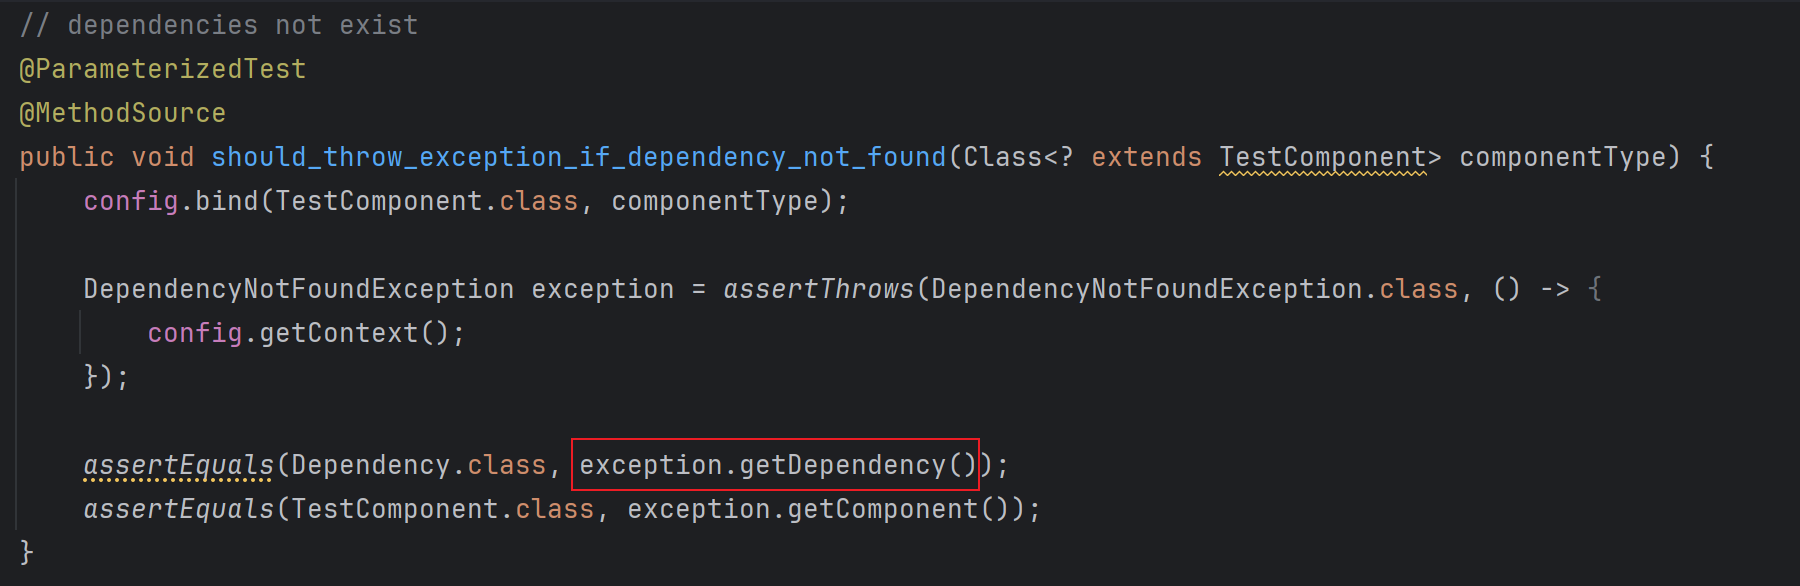 // dependencies not exist
@ParameterizedTest
@MethodSource
public void should_throw_exception_if_dependency_not_found(Class<? extends TestComponent> componentType) {
    config.bind(TestComponent.class, componentType);

    DependencyNotFoundException exception = assertThrows(DependencyNotFoundException.class, () -> {
        config.getContext();
    });

    assertEquals(Dependency.class, exception.getDependency());
    assertEquals(TestComponent.class, exception.getComponent());
}